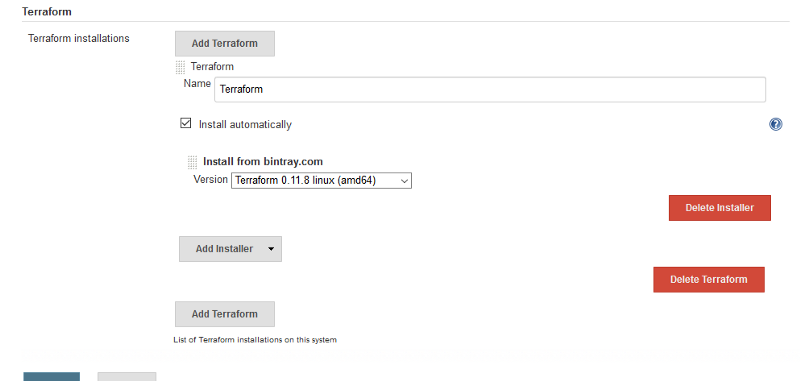 Terraform
Terraform installations
Add Terraform
Terraform
Name
Terraform
Install automatically
?
Install from bintray.com
Version
Terraform 0.11.8 linux (amd64)
Delete Installer
Add Installer
Delete Terraform
Add Terraform
List of Terraform installations on this system